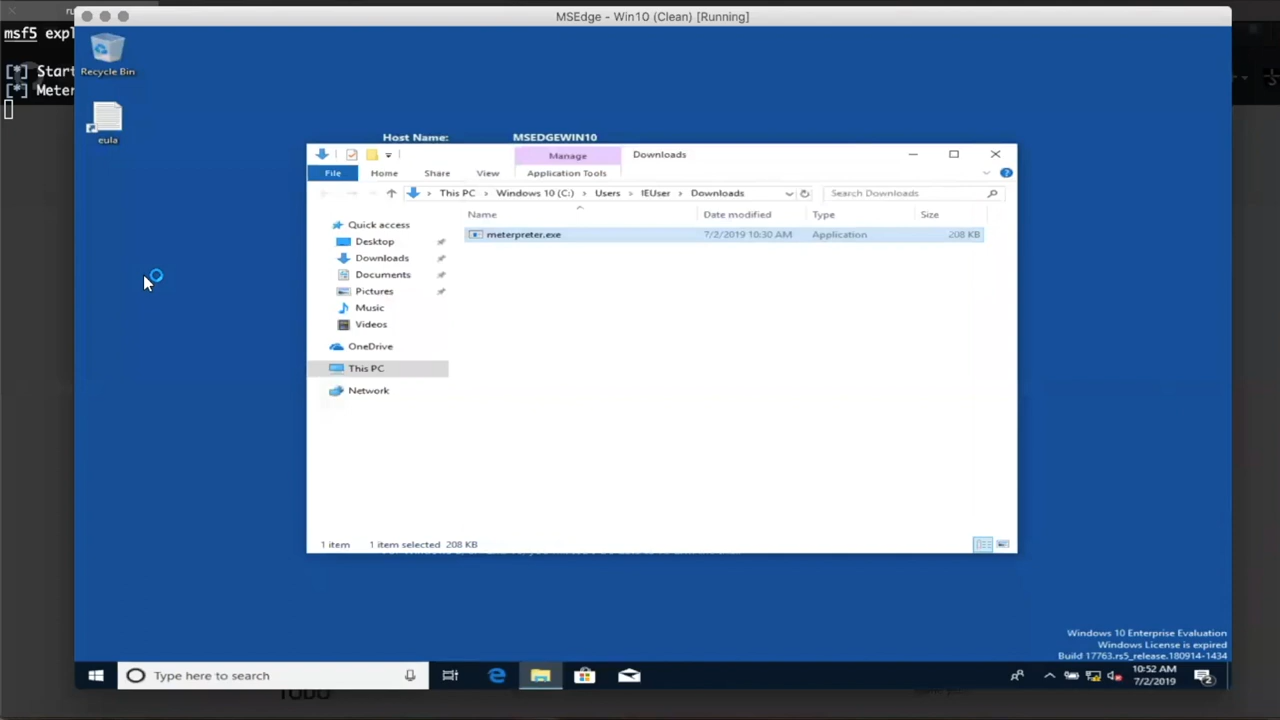 MSEdge - Win10 (Clean) [Running]
msf5 expl
[*] Start
[*] Meter
Recycle Bin
eula
Host Name: MSEDGEWIN10
Manage
Downloads
File
Home
Share
View
Application Tools
This PC > Windows 10 (C:) > Users > IEUser > Downloads
Search Downloads
Name
Date modified
Type
Size
meterpreter.exe
7/2/2019 10:30 AM
Application
208 KB
Quick access
Desktop
Downloads
Documents
Pictures
Music
Videos
OneDrive
This PC
Network
1 item
1 item selected 208 KB
Windows 10 Enterprise Evaluation
Windows License is expired
Build 17763.rs5_release.180914-1434
Type here to search
10:52 AM
7/2/2019
2
TODO